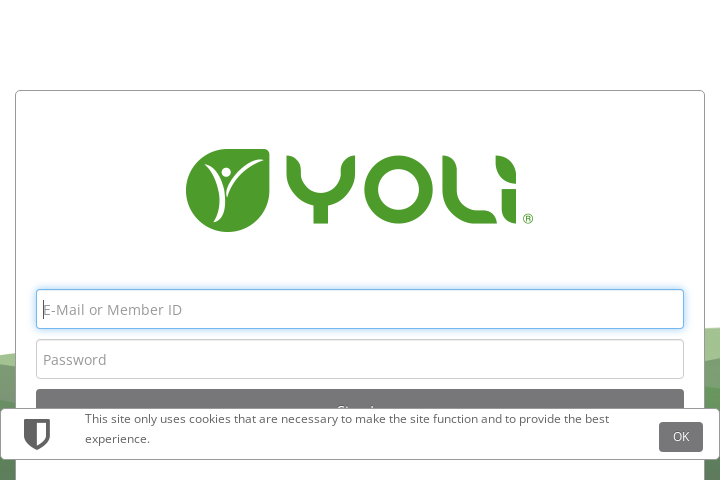 YOLi®
E-Mail or Member ID
Password
This site only uses cookies that are necessary to make the site function and to provide the best
experience.
OK